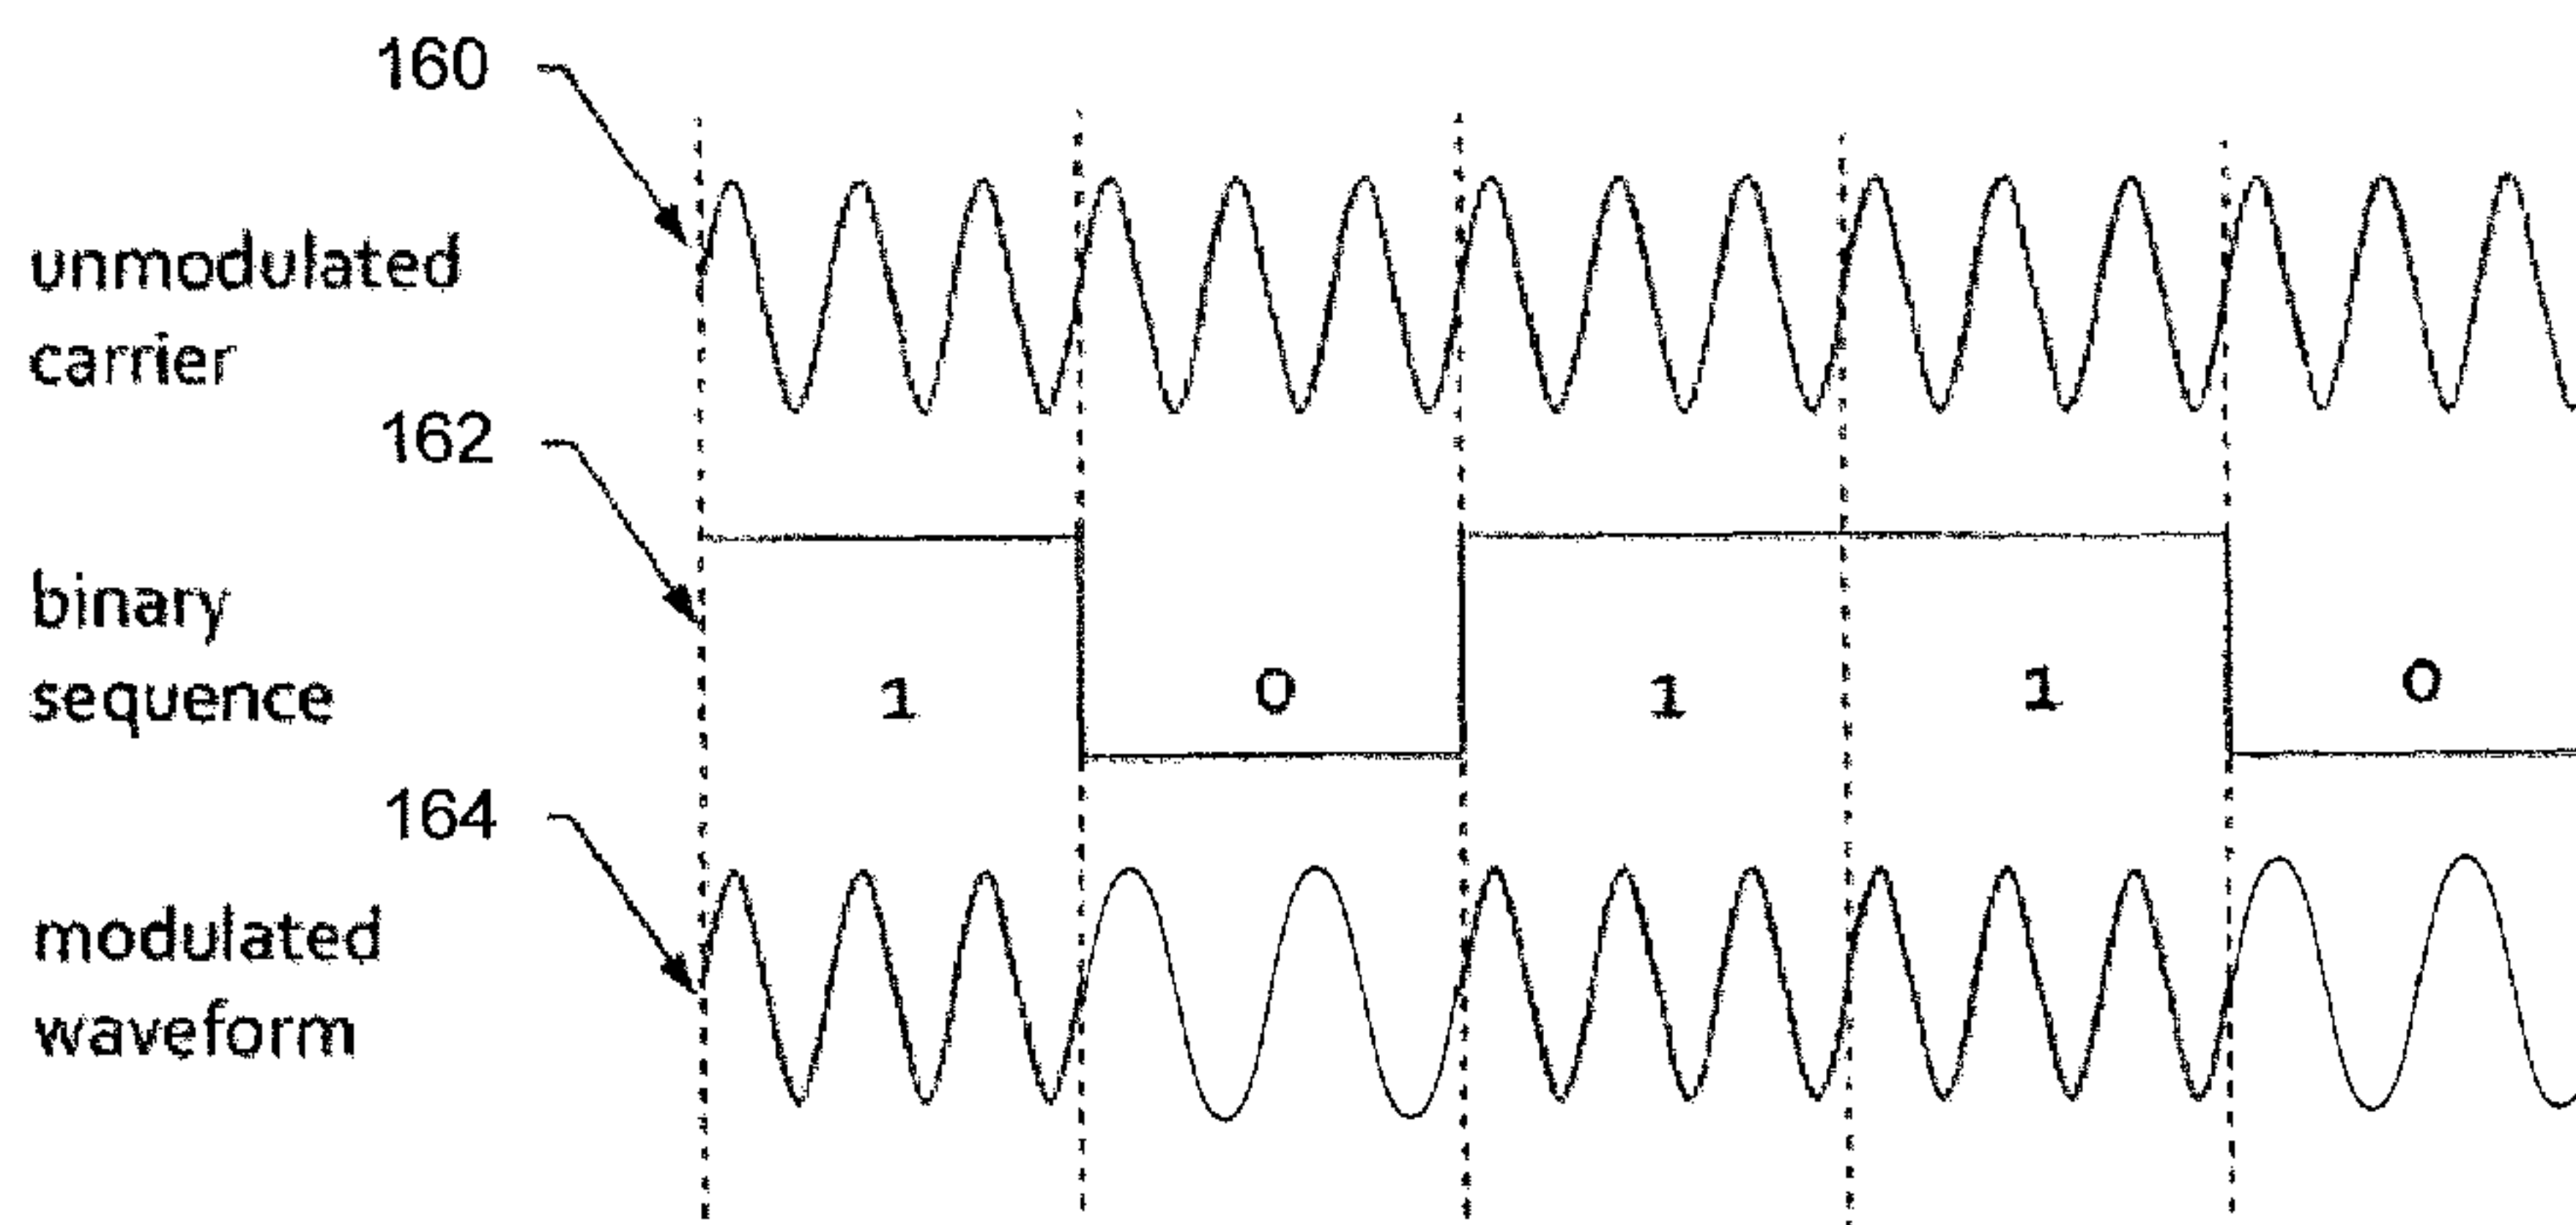 160
unmodulated
carrier
162
binary
sequence
1 0 1 1 0
164
modulated
waveform